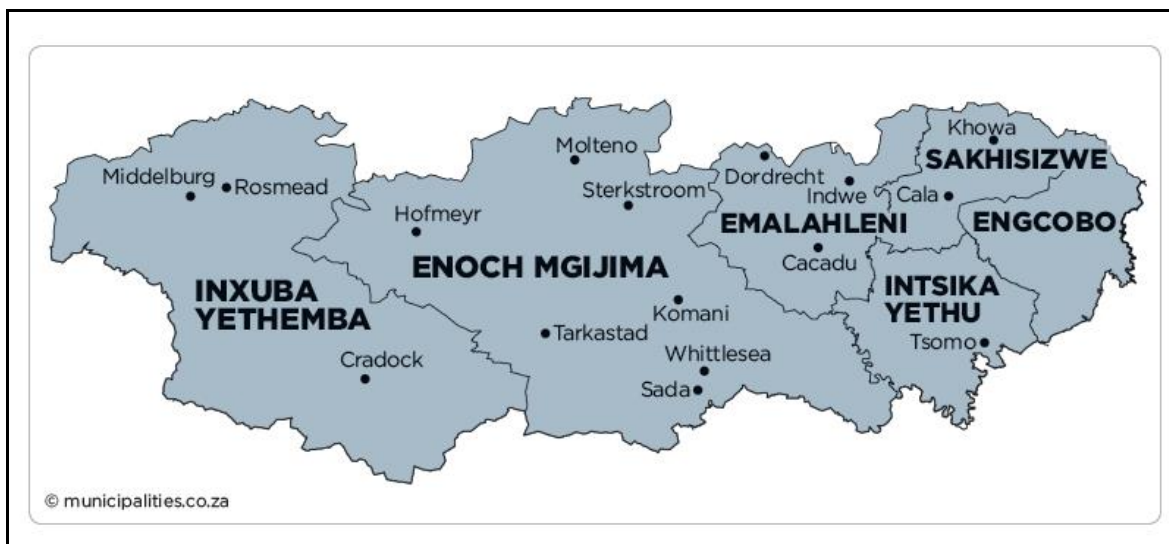 Khowa
Molteno
SAKHISIZWE
Middelburg
Rosmead
Dordrecht
Indwe
Sterkstroom
Cala
Hofmeyr
EMALAHLENI
ENGCOBO
Cacadu
ENOCH MGIJIMA
INXUBA
YETHEMBA
INTSIKA
YETHU
Komani
Tarkastad
Tsomo
Whittlesea
Cradock
Sada
© municipalities.co.za